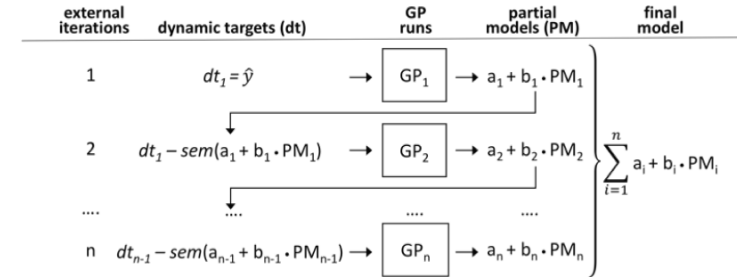 external iterations dynamic targets (dt) GP runs partial models (PM) final model
1 dt₁ = ŷ → GP₁ → a₁ + b₁ • PM₁
2 dt₁ – sem(a₁ + b₁ • PM₁) → GP₂ → a₂ + b₂ • PM₂
n ∑ i=1 aᵢ + bᵢ • PMᵢ
.... .... .... ....
n dtₙ₋₁ – sem(aₙ₋₁ + bₙ₋₁ • PMₙ₋₁) → GPₙ → aₙ + bₙ • PMₙ